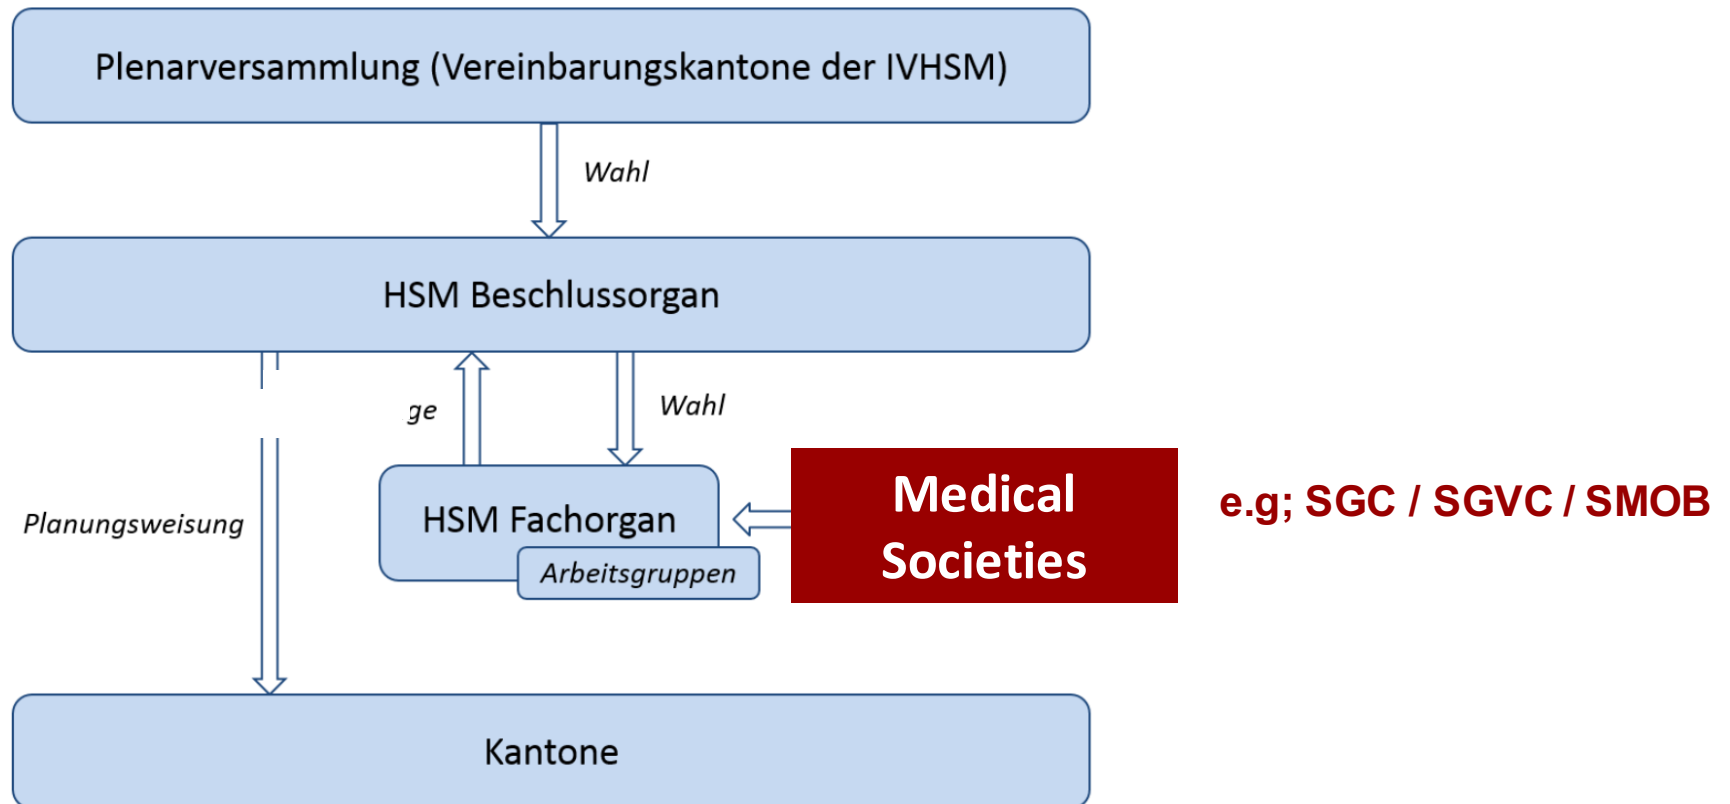 Plenarversammlung (Vereinbarungskantone der IVHSM)
Wahl
HSM Beschlussorgan
ge
Wahl
Planungsweisung
HSM Fachorgan
Arbeitsgruppen
Medical
Societies
e.g; SGC / SGVC / SMOB
Kantone